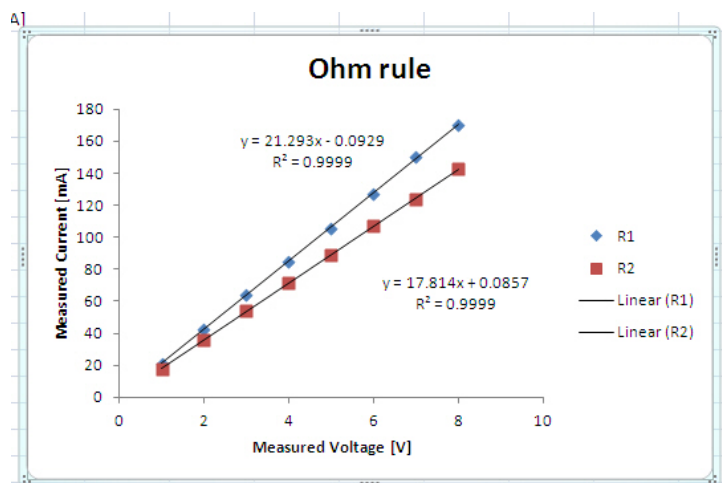 A]
Ohm rule
Measured Current [mA]
180
160
140
120
100
80
60
40
20
0
y = 21.293x - 0.0929
R² = 0.9999
y = 17.814x + 0.0857
R² = 0.9999
0 2 4 6 8 10
Measured Voltage [V]
R1
R2
Linear (R1)
Linear (R2)